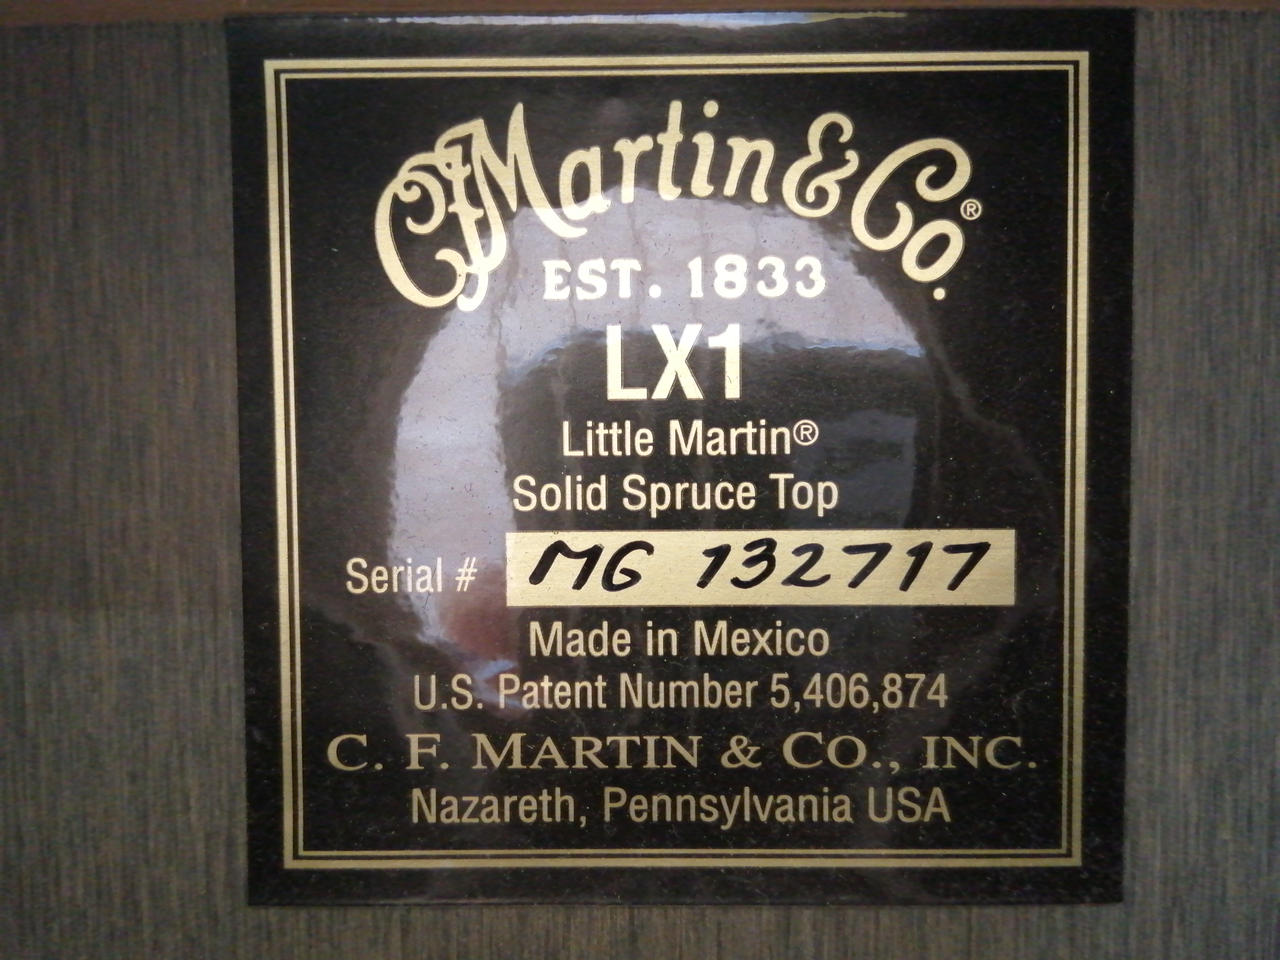 CFMartin & Co.®
EST. 1833
LX1
Little Martin®
Solid Spruce Top
Serial # MG 132717
Made in Mexico
U.S. Patent Number 5,406,874
C. F. MARTIN & CO., INC.
Nazareth, Pennsylvania USA